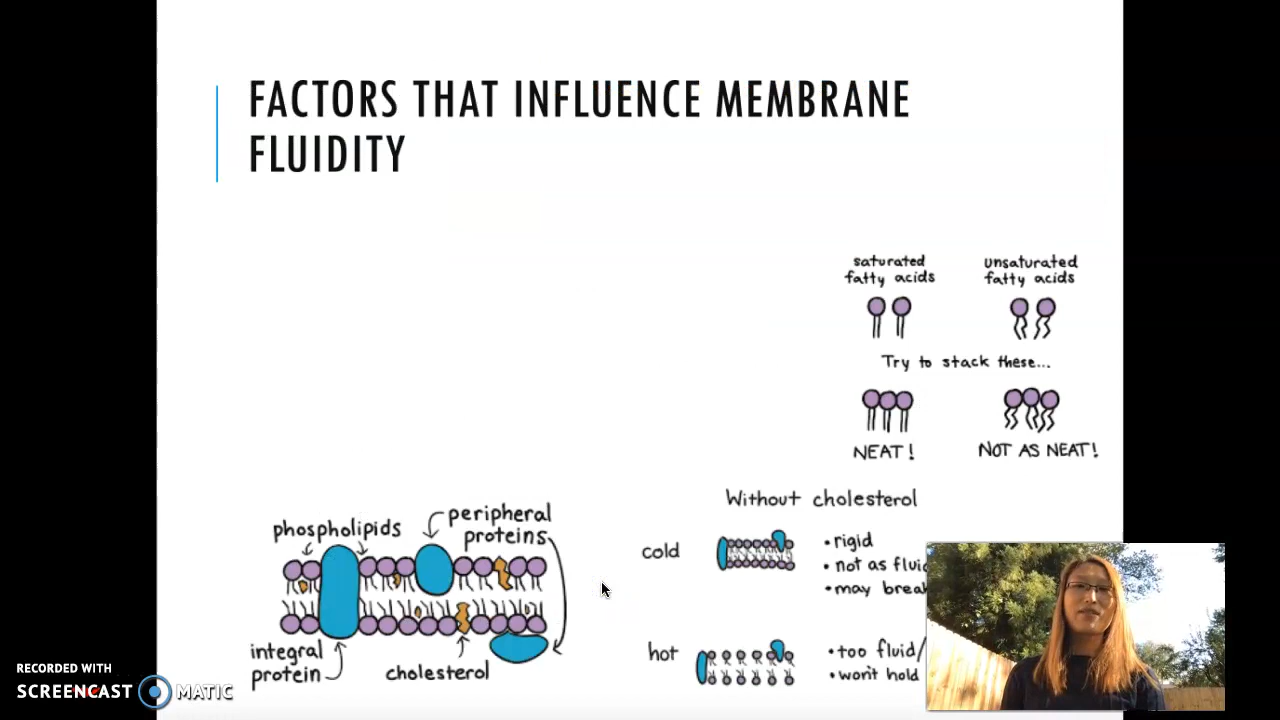 FACTORS THAT INFLUENCE MEMBRANE
FLUIDITY
saturated
fatty acids
unsaturated
fatty acids
Try to stack these...
NEAT!
NOT AS NEAT!
phospholipids
peripheral
proteins
integral
protein
cholesterol
Without cholesterol
cold
• rigid
• not as fluid
• may break
hot
• too fluid/
• won't hold
RECORDED WITH
SCREENCAST MATIC